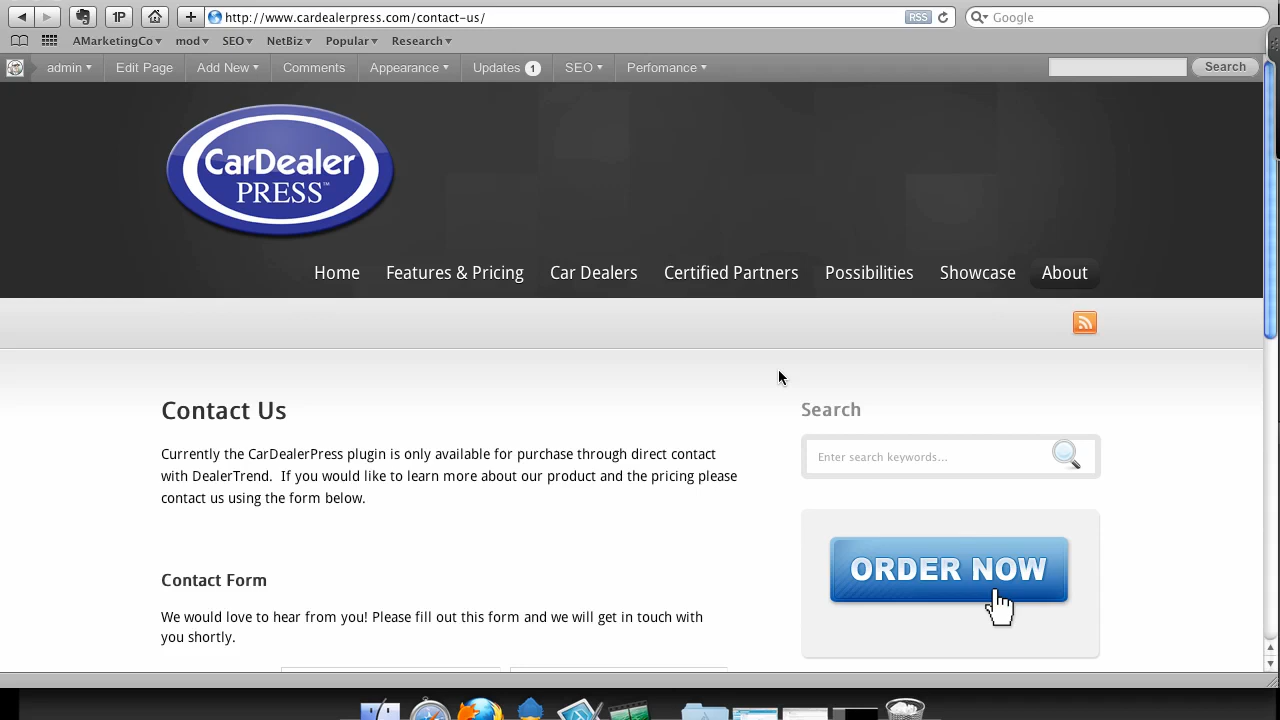 http://www.cardealerpress.com/contact-us/
RSS
Google
1P
AMarketingCo mod SEO NetBiz Popular Research
admin Edit Page Add New Comments Appearance Updates 1 SEO Perfomance Search
CarDealer
PRESS™
Home Features & Pricing Car Dealers Certified Partners Possibilities Showcase About
Contact Us
Currently the CarDealerPress plugin is only available for purchase through direct contact
with DealerTrend. If you would like to learn more about our product and the pricing please
contact us using the form below.
Contact Form
We would love to hear from you! Please fill out this form and we will get in touch with
you shortly.
Search
Enter search keywords...
ORDER NOW